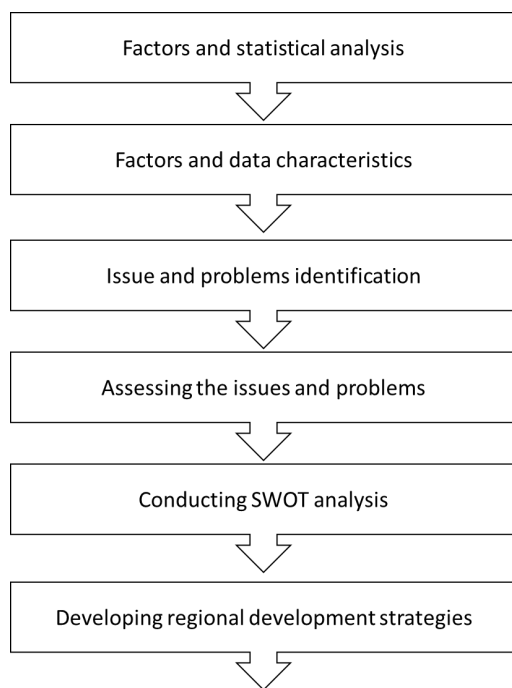 Factors and statistical analysis
Factors and data characteristics
Issue and problems identification
Assessing the issues and problems
Conducting SWOT analysis
Developing regional development strategies